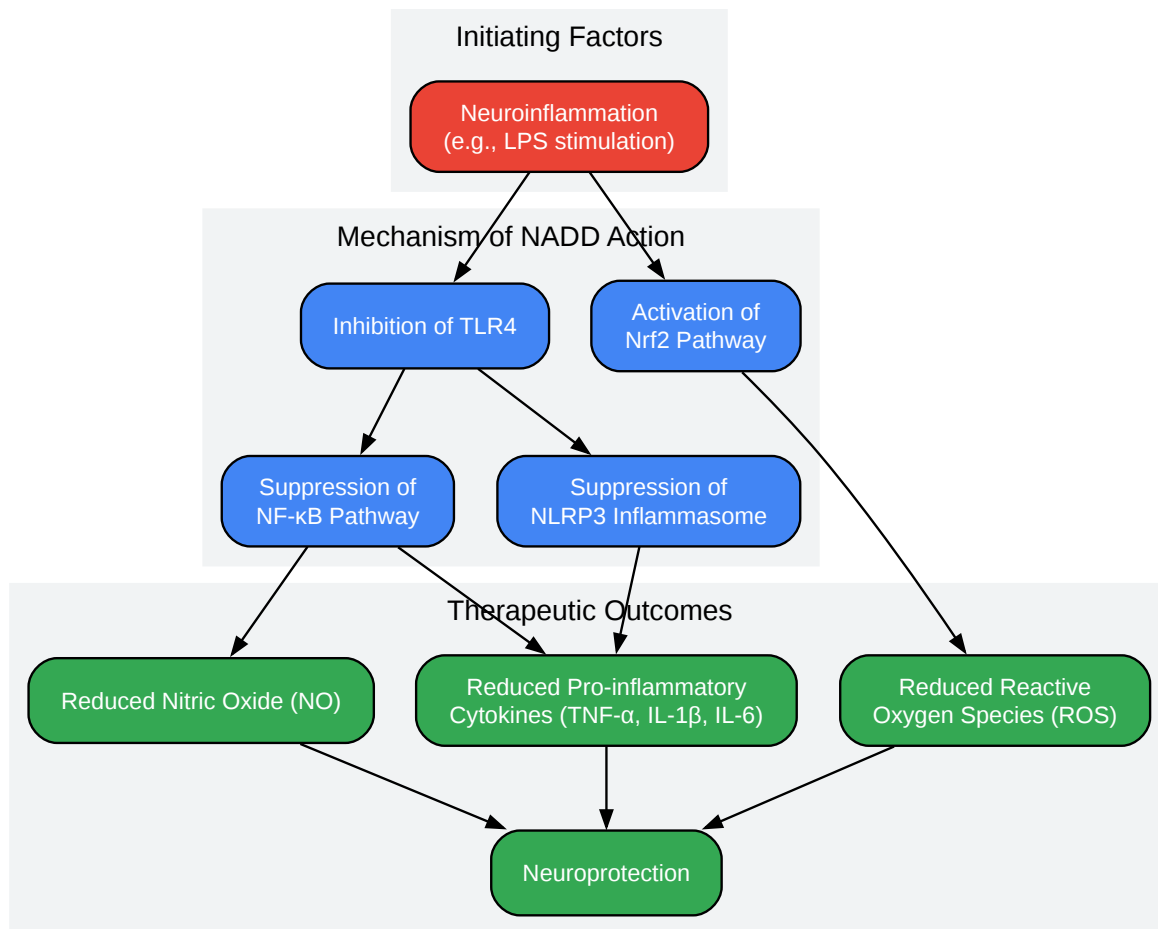 Initiating Factors
Neuroinflammation
(e.g., LPS stimulation)
Mechanism of NADD Action
Inhibition of TLR4
Activation of
Nrf2 Pathway
Suppression of
NF-κB Pathway
Suppression of
NLRP3 Inflammasome
Therapeutic Outcomes
Reduced Nitric Oxide (NO)
Reduced Pro-inflammatory
Cytokines (TNF-α, IL-1β, IL-6)
Reduced Reactive
Oxygen Species (ROS)
Neuroprotection